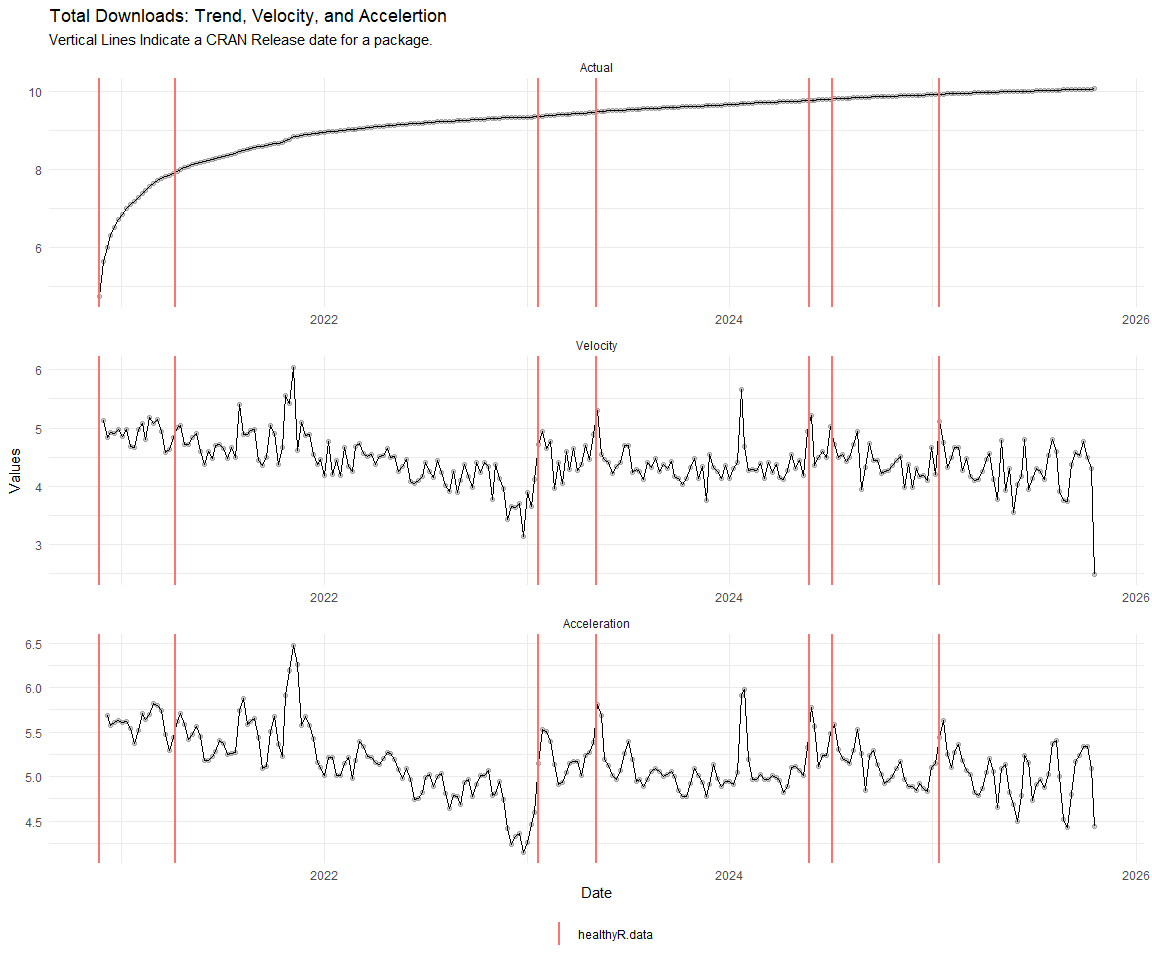 Total Downloads: Trend, Velocity, and Accelertion
Vertical Lines Indicate a CRAN Release date for a package.
Actual
10
8
6
2022 2024 2026
Velocity
6
5
4
3
2022 2024 2026
Values
Acceleration
6.5
6.0
5.5
5.0
4.5
2022 2024 2026
Date
healthyR.data